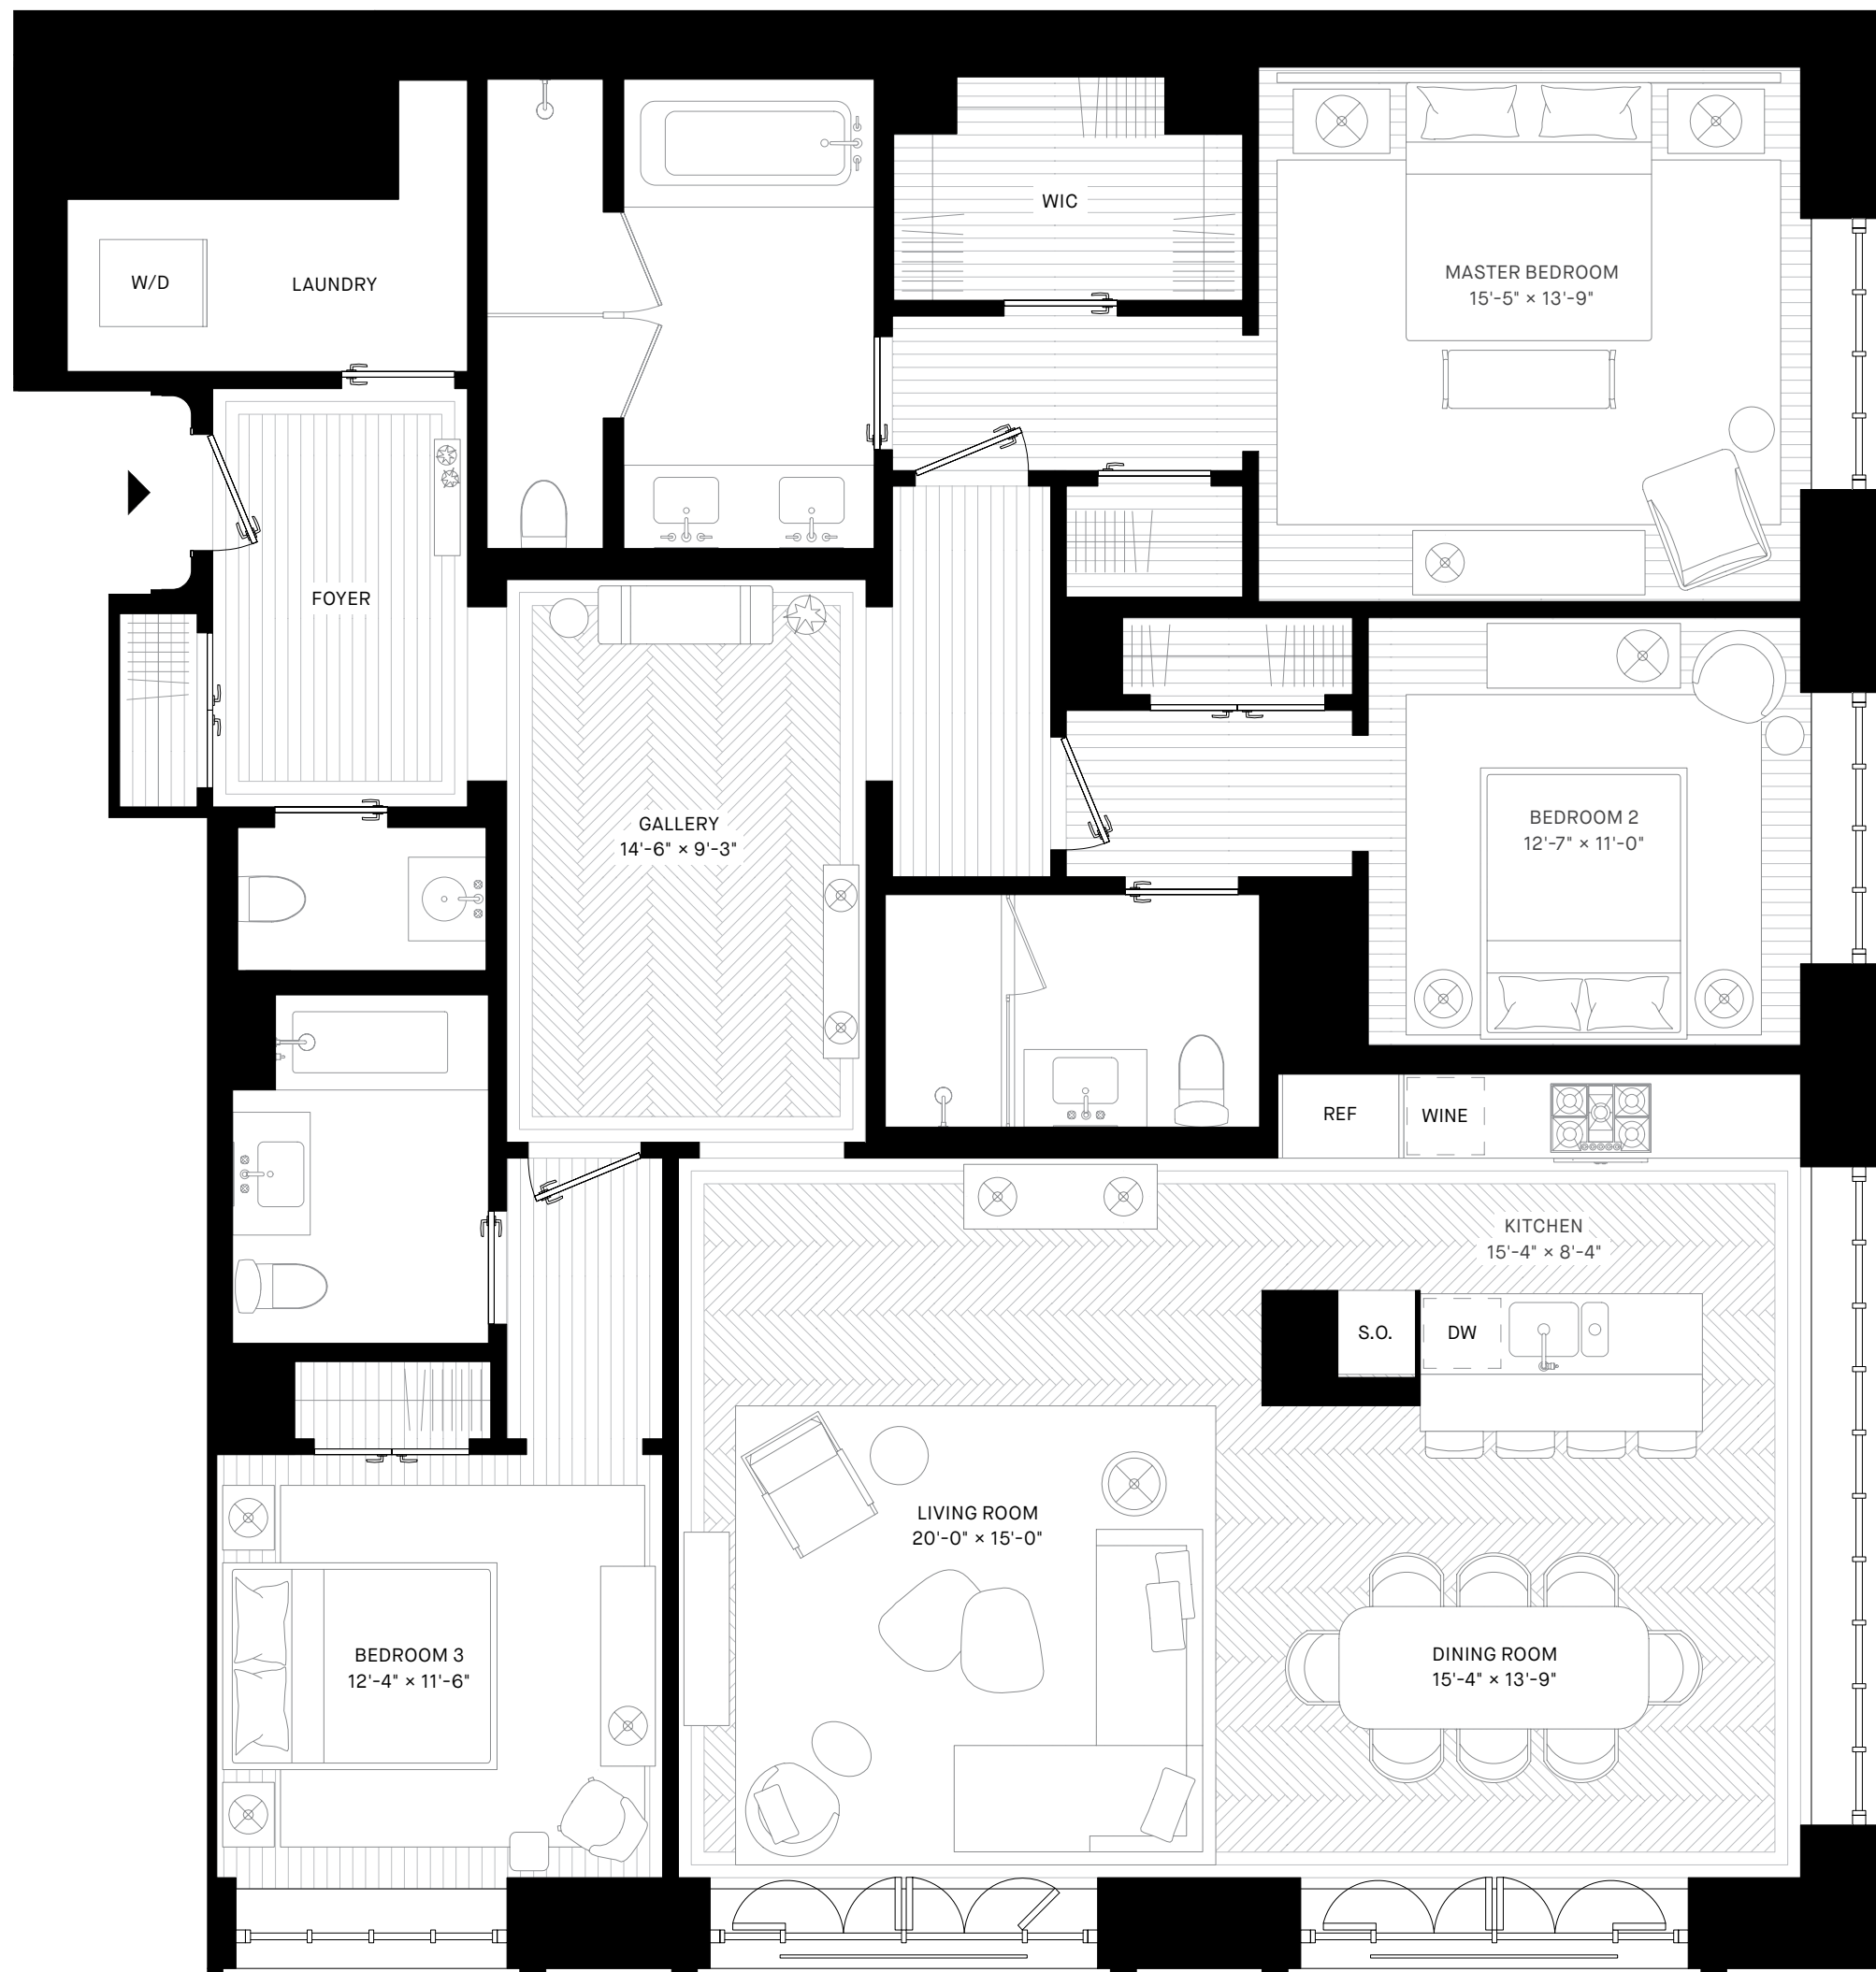 WIC
W/D
LAUNDRY
MASTER BEDROOM
15'-5" × 13'-9"
FOYER
GALLERY
14'-6" × 9'-3"
BEDROOM 2
12'-7" × 11'-0"
REF
WINE
KITCHEN
15'-4" × 8'-4"
S.O.
DW
LIVING ROOM
20'-0" × 15'-0"
BEDROOM 3
12'-4" × 11'-6"
DINING ROOM
15'-4" × 13'-9"